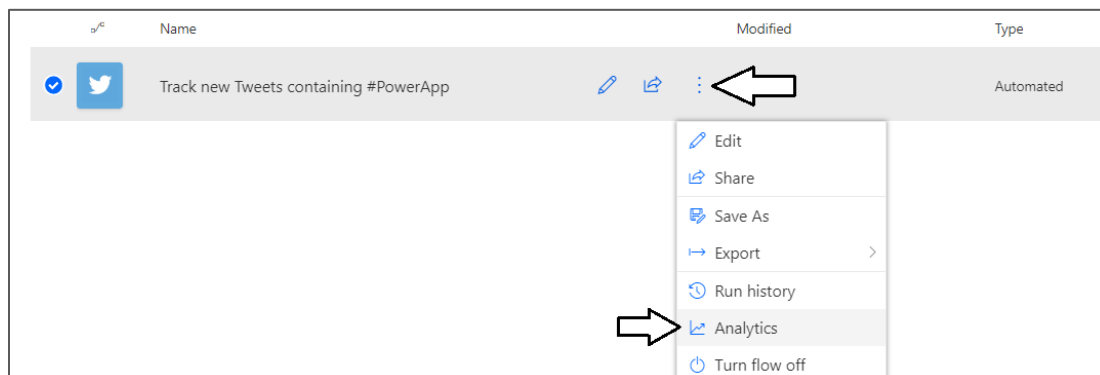 Name Modified Type
Track new Tweets containing #PowerApp Automated
Edit
Share
Save As
Export
Run history
Analytics
Turn flow off